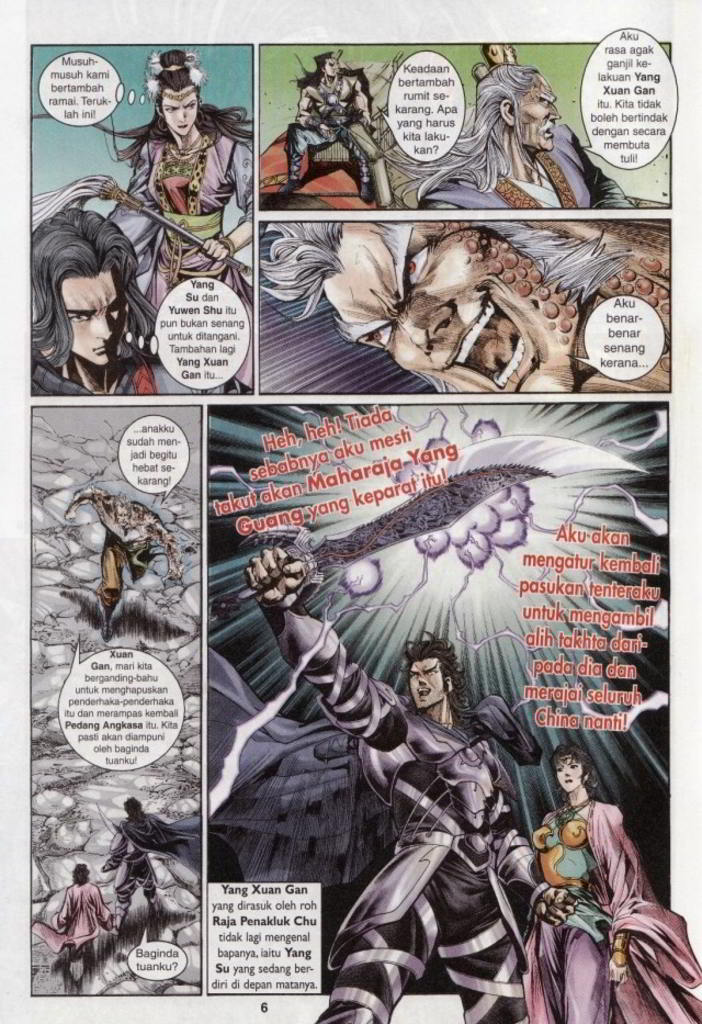 Musuh-
musuh kami
bertambah
ramai. Teruk-
lah ini!
Yang
Su dan
Yuwen Shu itu
pun bukan senang
untuk ditangani.
Tambahan lagi
Yang Xuan
Gan itu...
Keadaan
bertambah
rumit se-
karang. Apa
yang harus
kita laku-
kan?
Aku
rasa agak
ganjil ke-
lakuan Yang
Xuan Gan
itu. Kita tidak
boleh bertindak
dengan secara
membuta
tuli!
Aku
benar-
benar
senang
kerana...
...anakku
sudah men-
jadi begitu
hebat se-
karang!
Xuan
Gan, mari kita
berganding-bahu
untuk menghapuskan
penderhaka-penderhaka
itu dan merampas kembali
Pedang Angkasa itu. Kita
pasti akan diampuni
oleh baginda
tuanku!
Baginda
tuanku?
Heh, heh! Tiada
sebabnya aku mesti
takut akan Maharaja Yang
Guang yang keparat itu!
Aku akan
mengatur kembali
pasukan tenteraku
untuk mengambil
alih takhta dari-
pada dia dan
merajai seluruh
China nanti!
Yang Xuan Gan
yang dirasuk oleh roh
Raja Penakluk Chu
tidak lagi mengenal
bapanya, iaitu Yang
Su yang sedang ber-
diri di depan matanya.
6